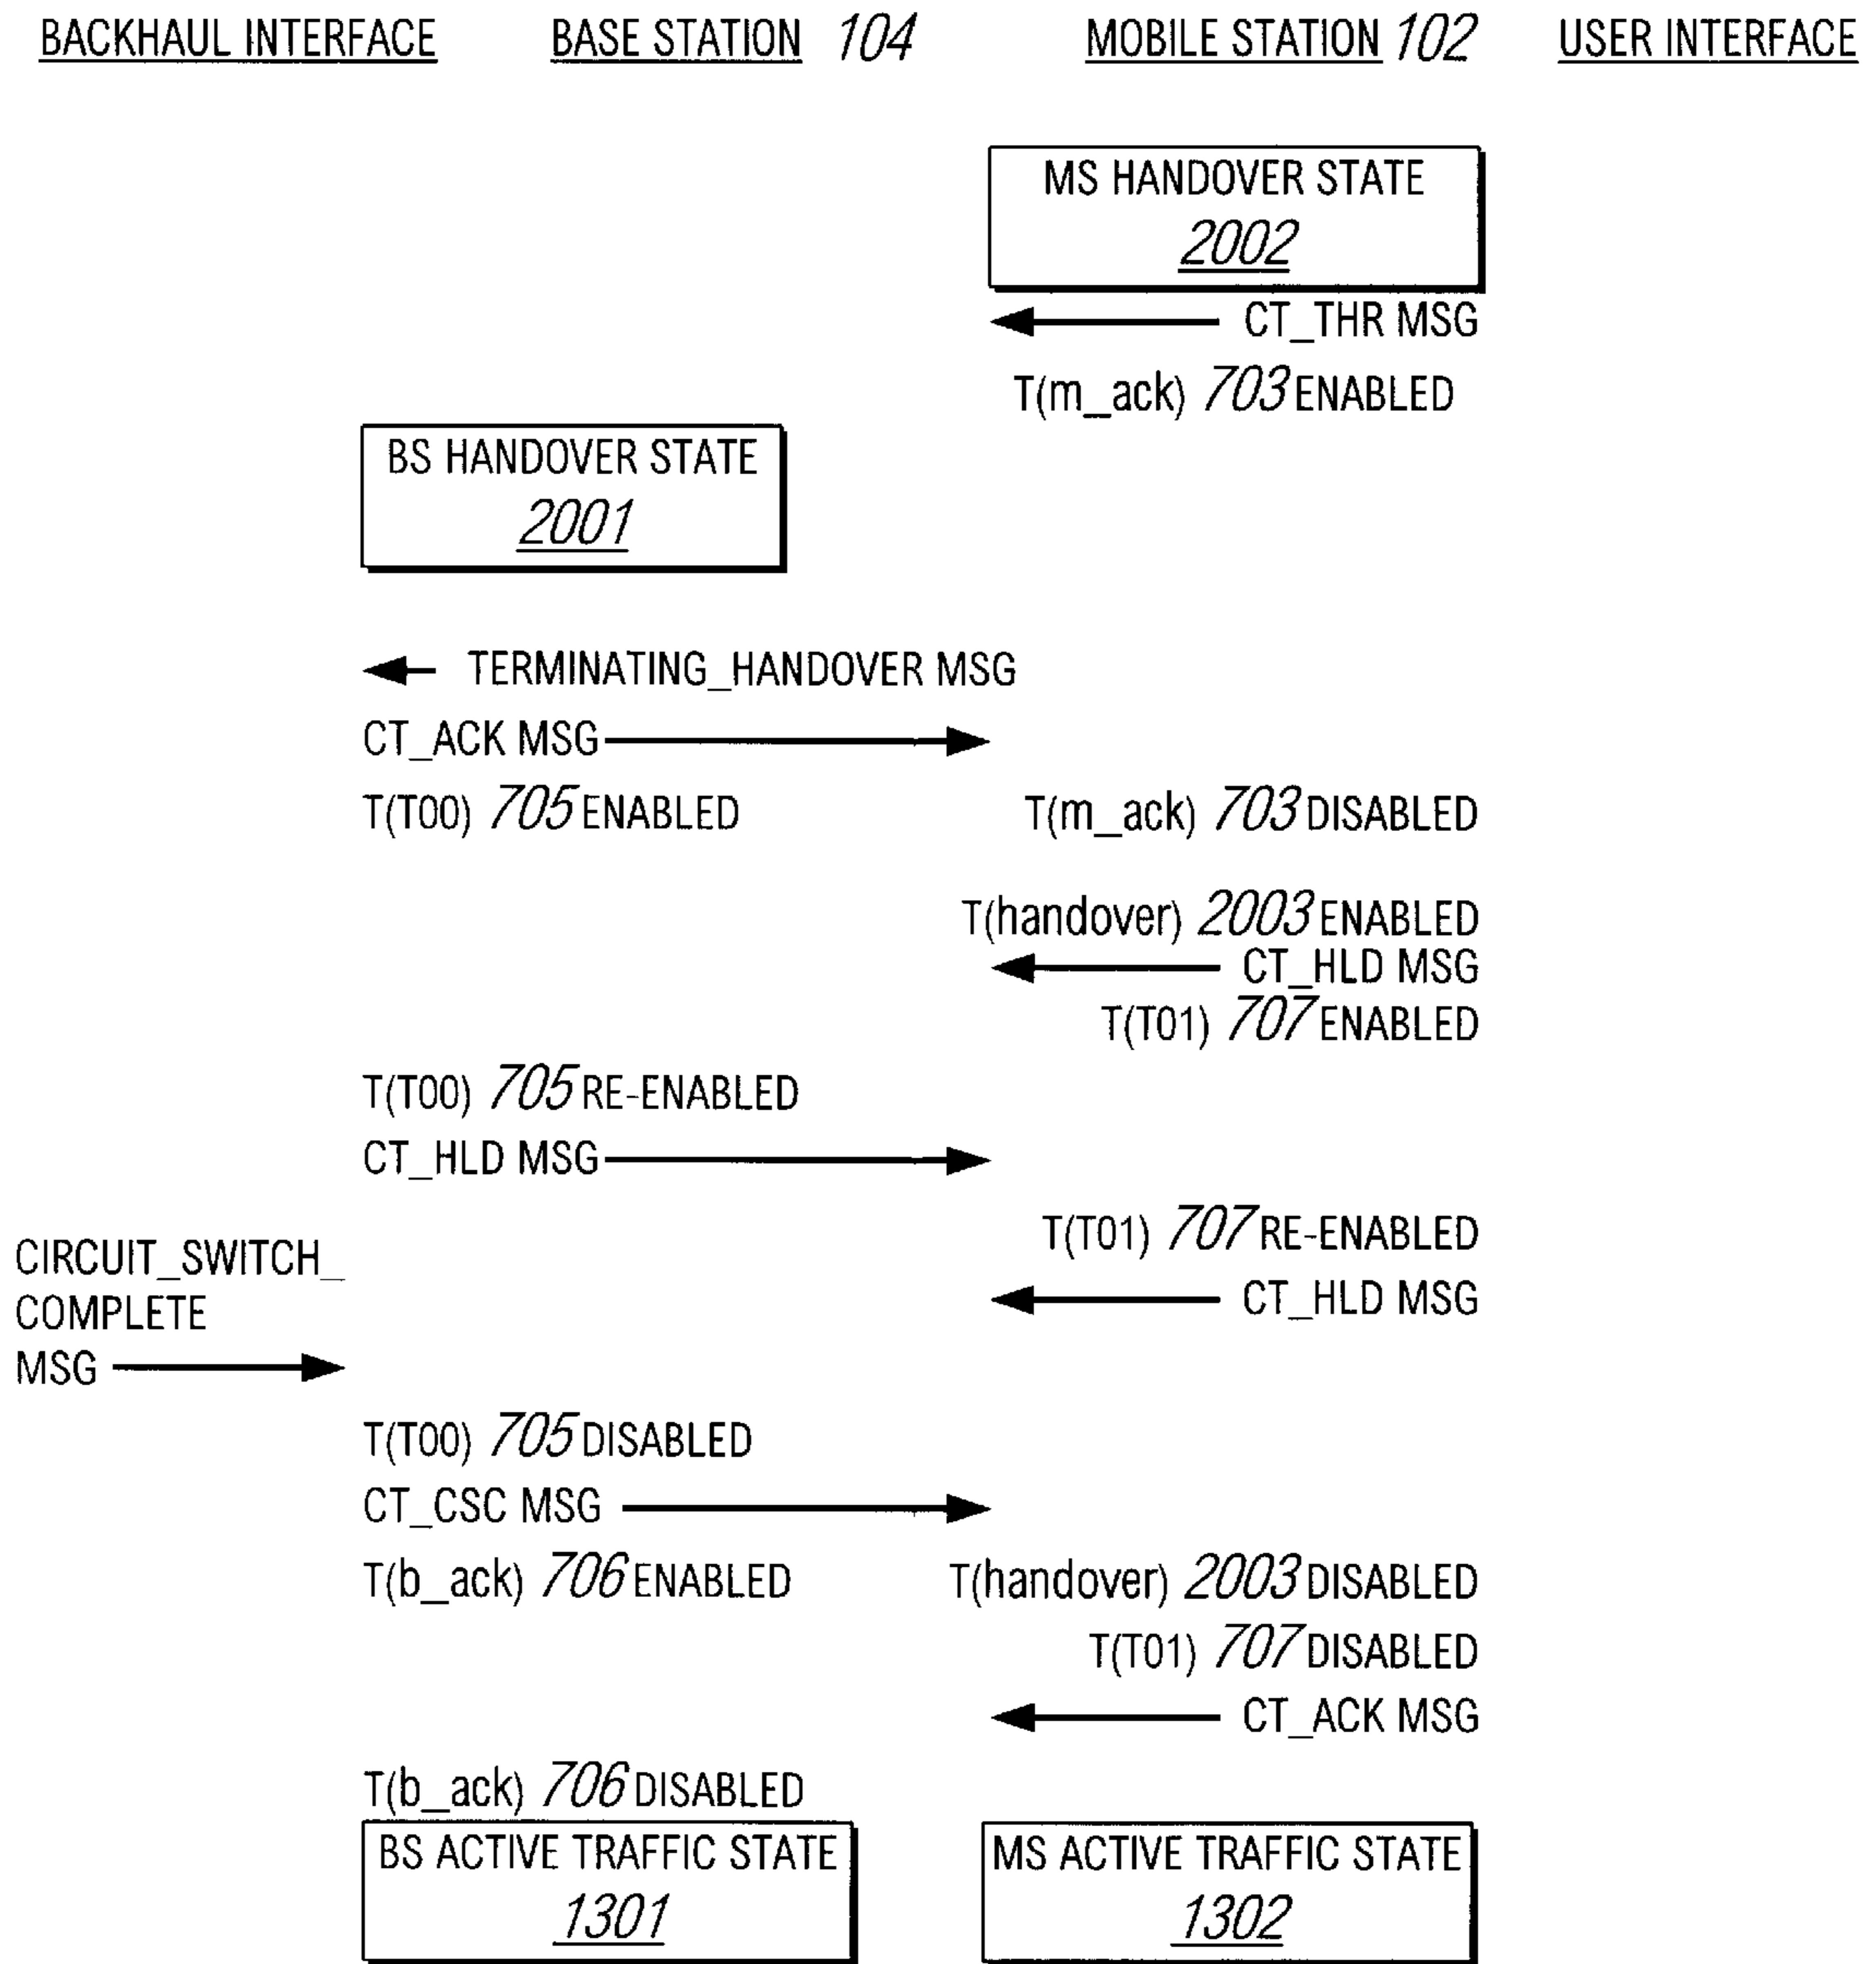 BACKHAUL INTERFACE BASE STATION 104 MOBILE STATION 102 USER INTERFACE
MS HANDOVER STATE
2002
CT_THR MSG
T(m_ack) 703 ENABLED
BS HANDOVER STATE
2001
TERMINATING_HANDOVER MSG
CT_ACK MSG
T(T00) 705 ENABLED T(m_ack) 703 DISABLED
T(handover) 2003 ENABLED
CT_HLD MSG
T(T01) 707 ENABLED
T(T00) 705 RE-ENABLED
CT_HLD MSG
T(T01) 707 RE-ENABLED
CT_HLD MSG
CIRCUIT_SWITCH_
COMPLETE
MSG
T(T00) 705 DISABLED
CT_CSC MSG
T(b_ack) 706 ENABLED T(handover) 2003 DISABLED
T(T01) 707 DISABLED
CT_ACK MSG
T(b_ack) 706 DISABLED
BS ACTIVE TRAFFIC STATE MS ACTIVE TRAFFIC STATE
1301 1302